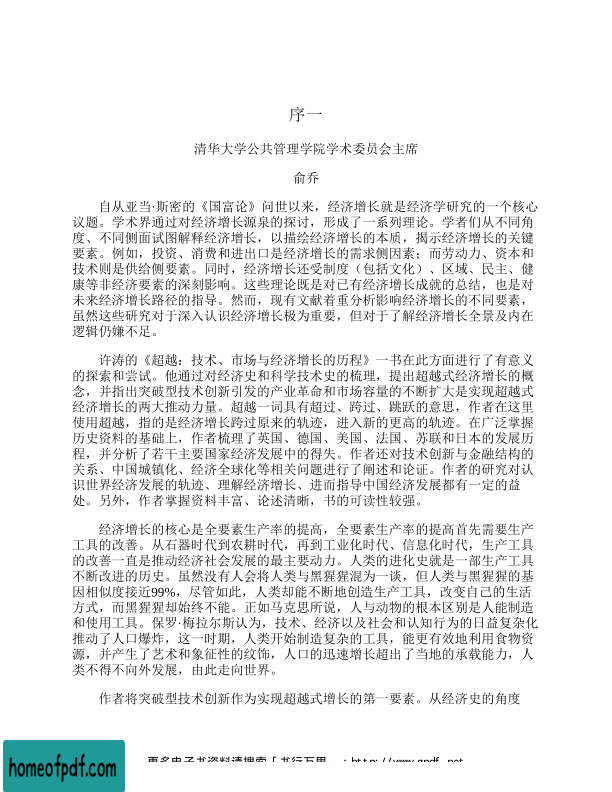 序一
清华大学公共管理学院学术委员会主席
俞乔
自从亚当·斯密的《国富论》问世以来，经济增长就是经济学研究的一个核心
议题。学术界通过对经济增长源泉的探讨，形成了一系列理论。学者们从不同角
度、不同侧面试图解释经济增长，以描绘经济增长的本质，揭示经济增长的关键
要素。例如，投资、消费和进出口是经济增长的需求侧因素；而劳动力、资本和
技术则是供给侧要素。同时，经济增长还受制度（包括文化）、区域、民主、健
康等非经济要素的深刻影响。这些理论既是对已有经济增长成就的总结，也是对
未来经济增长路径的指导。然而，现有文献着重分析影响经济增长的不同要素，
虽然这些研究对于深入认识经济增长极为重要，但对于了解经济增长全景及内在
逻辑仍嫌不足。
许涛的《超越：技术、市场与经济增长的历程》一书在此方面进行了有意义
的探索和尝试。他通过对经济史和科学技术史的梳理，提出超越式经济增长的概
念，并指出突破型技术创新引发的产业革命和市场容量的不断扩大是实现超越式
经济增长的两大推动力量。超越一词具有超过、跨过、跳跃的意思，作者在这里
使用超越，指的是经济增长跨过原来的轨迹，进入新的更高的轨迹。在广泛掌握
历史资料的基础上，作者梳理了英国、德国、美国、法国、苏联和日本的发展历
程，并分析了若干主要国家经济发展中的得失。作者还对技术创新与金融结构的
关系、中国城镇化、经济全球化等相关问题进行了阐述和论证。作者的研究对认
识世界经济发展的轨迹、理解经济增长、进而指导中国经济发展都有一定的益
处。另外，作者掌握资料丰富、论述清晰，书的可读性较强。
经济增长的核心是全要素生产率的提高，全要素生产率的提高首先需要生产
工具的改善。从石器时代到农耕时代，再到工业化时代、信息化时代，生产工具
的改善一直是推动经济社会发展的最主要动力。人类的进化史就是一部生产工具
不断改进的历史。虽然没有人会将人类与黑猩猩混为一谈，但人类与黑猩猩的基
因相似度接近99%，尽管如此，人类却能不断地创造生产工具，改变自己的生活
方式，而黑猩猩却始终不能。正如马克思所说，人与动物的根本区别是人能制造
和使用工具。保罗·梅拉尔斯认为，技术、经济以及社会和认知行为的日益复杂化
推动了人口爆炸，这一时期，人类开始制造复杂的工具，能更有效地利用食物资
源，并产生了艺术和象征性的纹饰，人口的迅速增长超出了当地的承载能力，人
类不得不向外发展，由此走向世界。
作者将突破型技术创新作为实现超越式增长的第一要素。从经济史的角度
homeofpdf.com